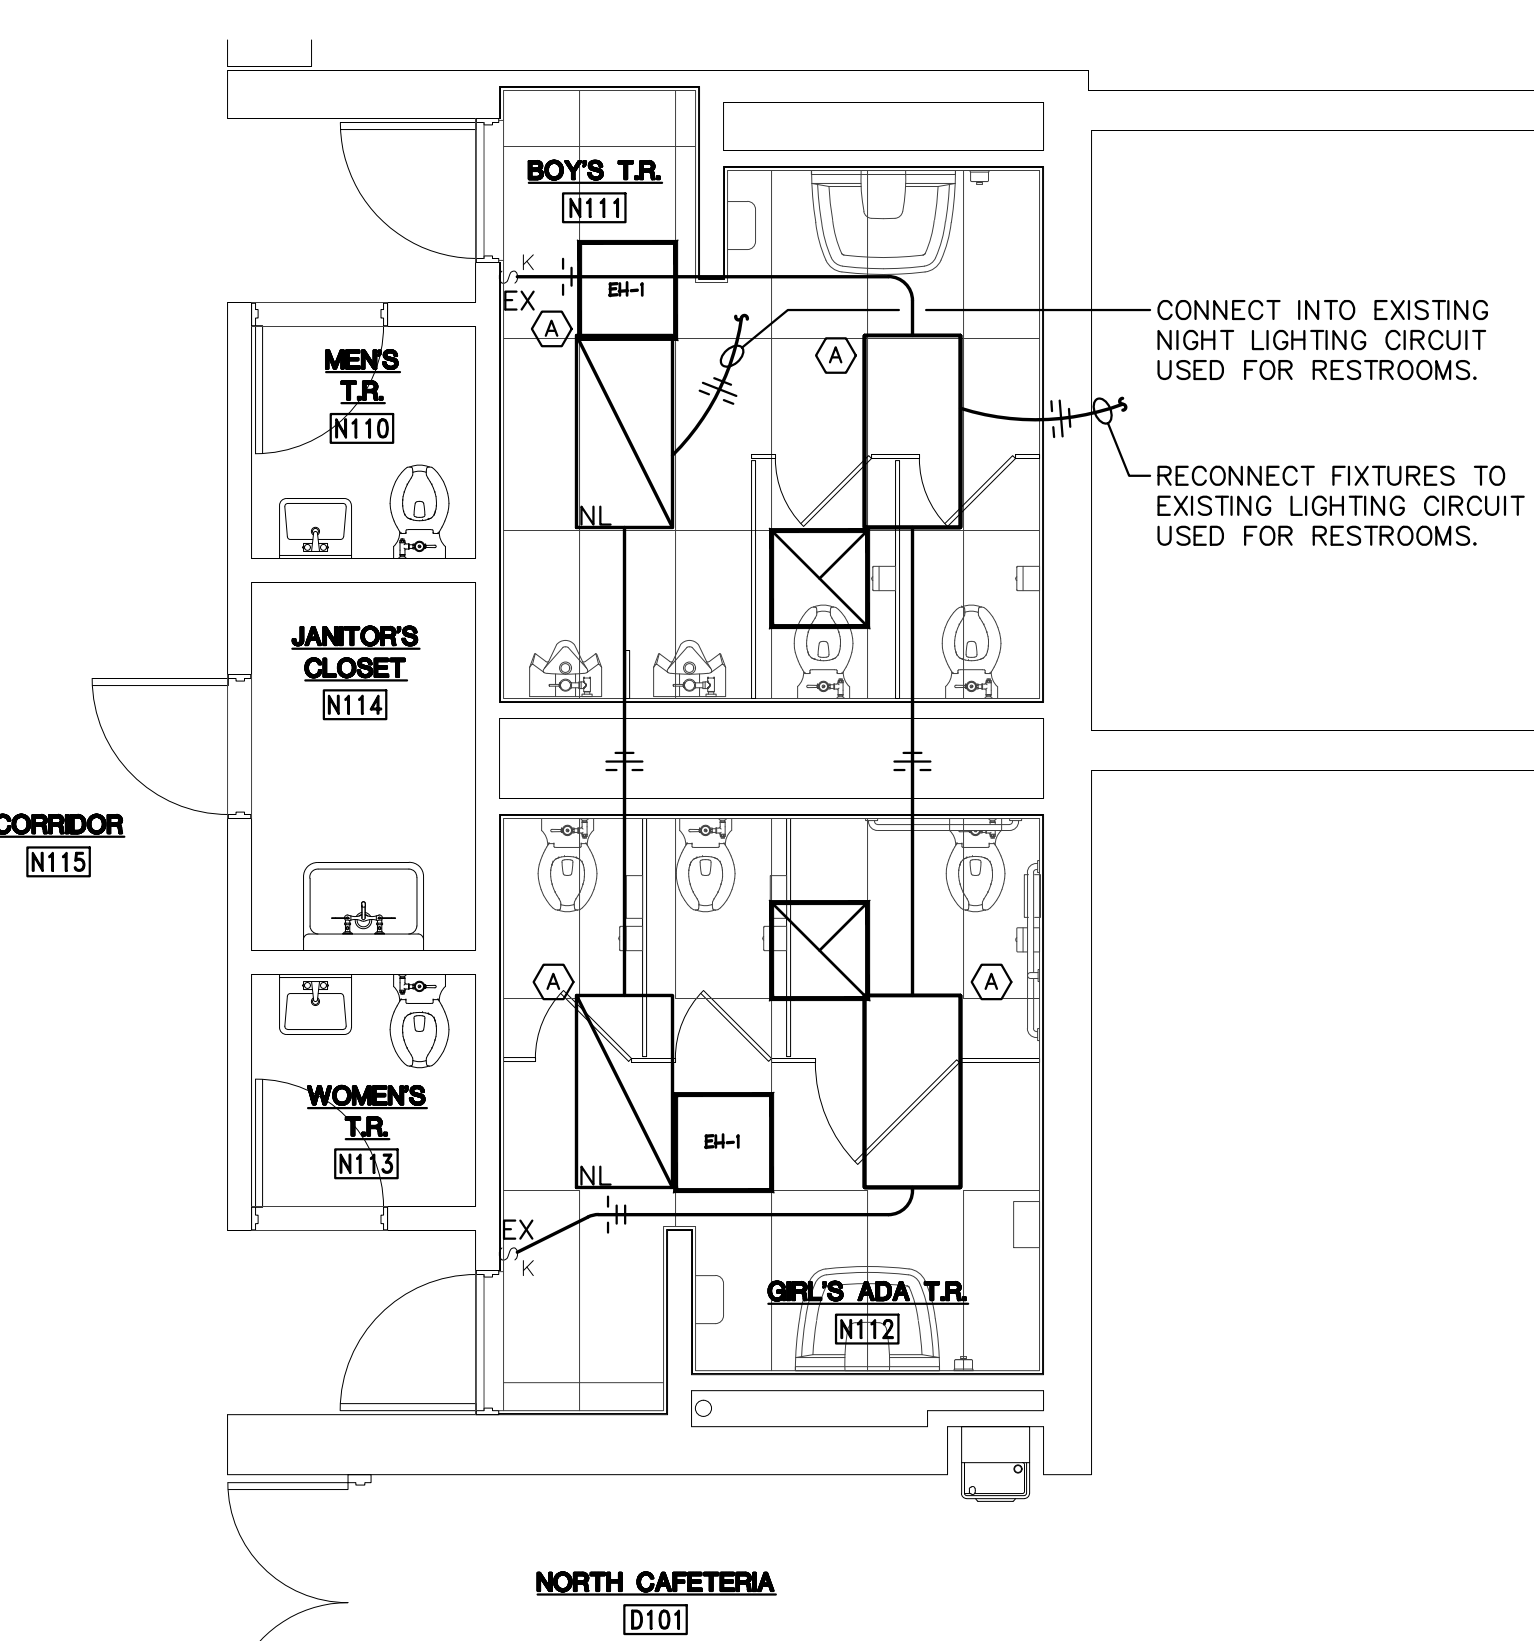 BOY'S T.R.
N111
K
EX
EH-1
A
A
CONNECT INTO EXISTING
NIGHT LIGHTING CIRCUIT
USED FOR RESTROOMS.
MEN'S
T.R.
N110
NL
RECONNECT FIXTURES TO
EXISTING LIGHTING CIRCUIT
USED FOR RESTROOMS.
JANITOR'S
CLOSET
N114
CORRIDOR
N115
A
A
WOMEN'S
T.R.
N113
EH-1
NL
EX
K
GIRL'S ADA T.R.
N112
NORTH CAFETERIA
D101